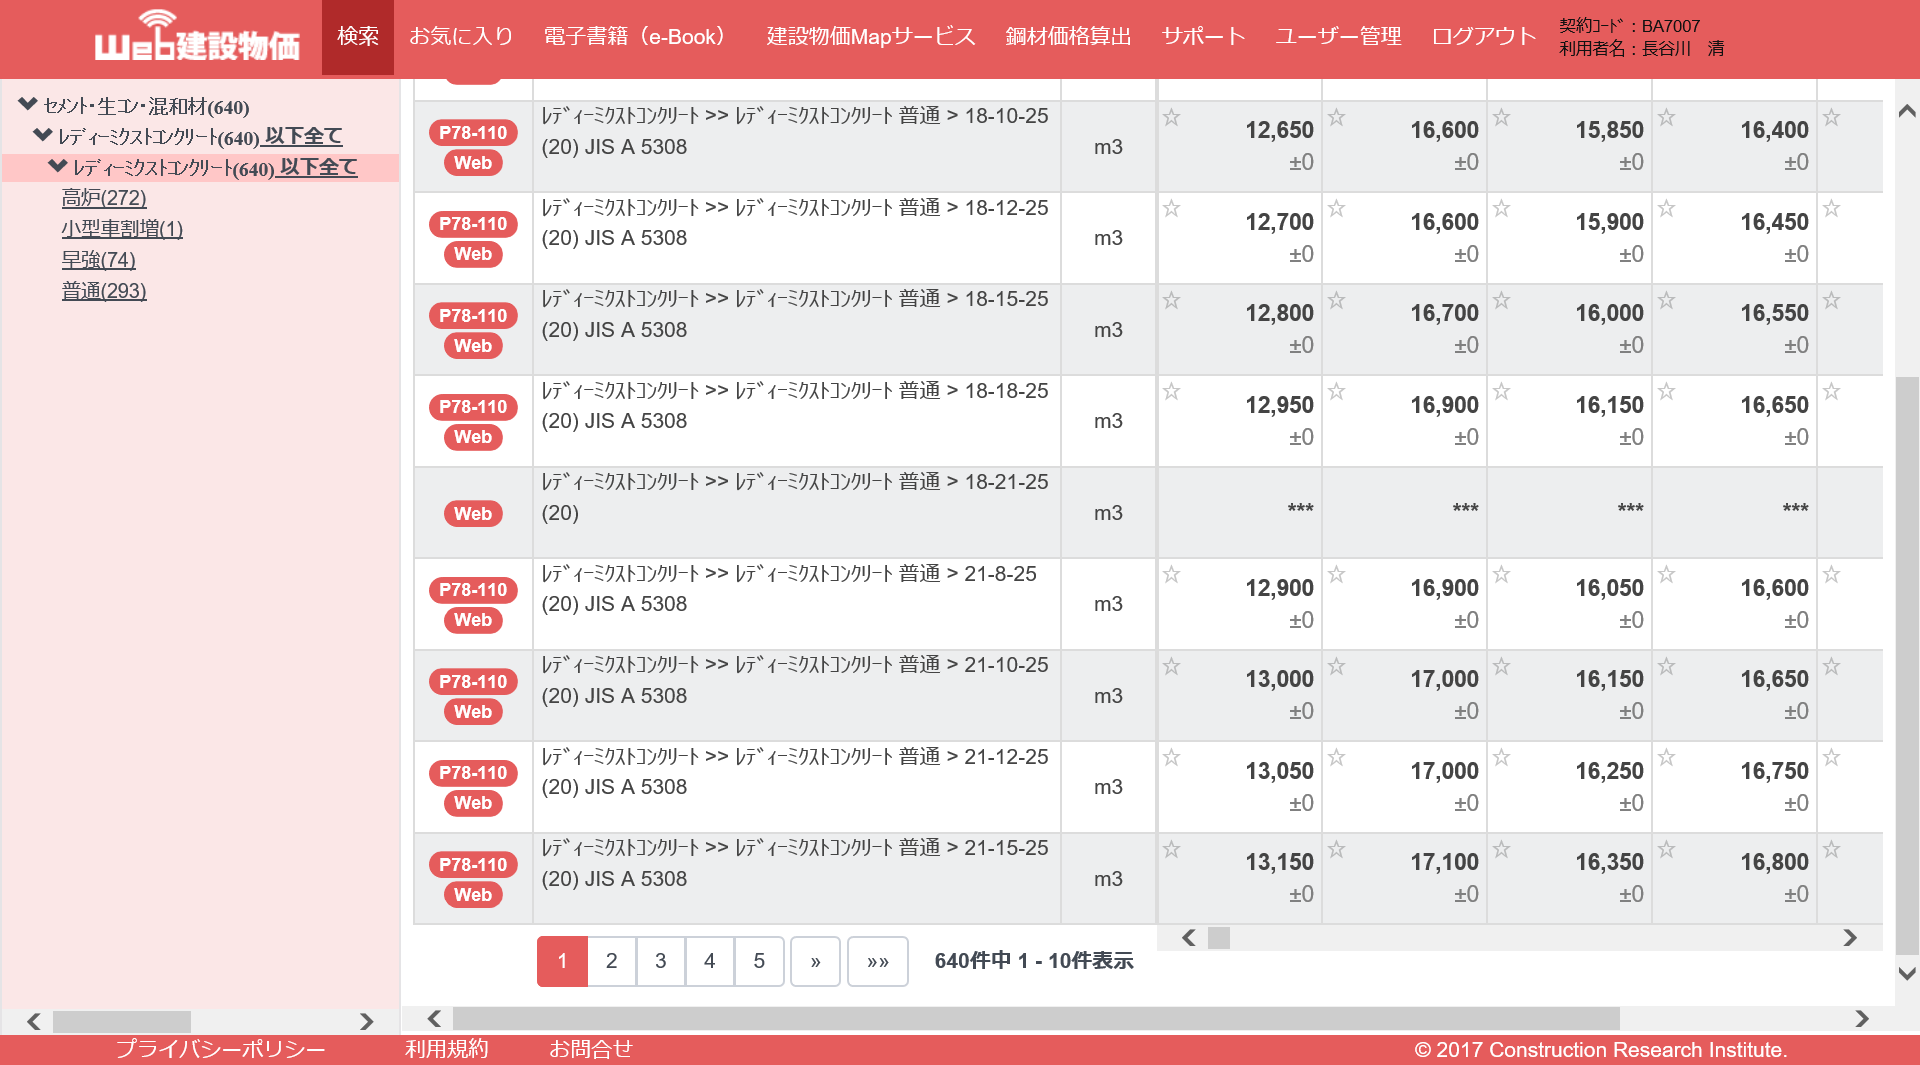 Web建設物価
検索 お気に入り 電子書籍（e-Book） 建設物価Mapサービス 鋼材価格算出 サポート ユーザー管理 ログアウト
契約ｺｰﾄﾞ：BA7007
利用者名：長谷川　清
ｾﾒﾝﾄ･生ｺﾝ･混和材(640)
ﾚﾃﾞｨｰﾐｸｽﾄｺﾝｸﾘｰﾄ(640) 以下全て
ﾚﾃﾞｨｰﾐｸｽﾄｺﾝｸﾘｰﾄ(640) 以下全て
高炉(272)
小型車割増(1)
早強(74)
普通(293)
P78-110 Web ﾚﾃﾞｨｰﾐｸｽﾄｺﾝｸﾘｰﾄ >> ﾚﾃﾞｨｰﾐｸｽﾄｺﾝｸﾘｰﾄ 普通 > 18-10-25 m3 ☆ 12,650 ☆ 16,600 ☆ 15,850 ☆ 16,400 ☆
(20) JIS A 5308 ±0 ±0 ±0 ±0
P78-110 Web ﾚﾃﾞｨｰﾐｸｽﾄｺﾝｸﾘｰﾄ >> ﾚﾃﾞｨｰﾐｸｽﾄｺﾝｸﾘｰﾄ 普通 > 18-12-25 m3 ☆ 12,700 ☆ 16,600 ☆ 15,900 ☆ 16,450 ☆
(20) JIS A 5308 ±0 ±0 ±0 ±0
P78-110 Web ﾚﾃﾞｨｰﾐｸｽﾄｺﾝｸﾘｰﾄ >> ﾚﾃﾞｨｰﾐｸｽﾄｺﾝｸﾘｰﾄ 普通 > 18-15-25 m3 ☆ 12,800 ☆ 16,700 ☆ 16,000 ☆ 16,550 ☆
(20) JIS A 5308 ±0 ±0 ±0 ±0
P78-110 Web ﾚﾃﾞｨｰﾐｸｽﾄｺﾝｸﾘｰﾄ >> ﾚﾃﾞｨｰﾐｸｽﾄｺﾝｸﾘｰﾄ 普通 > 18-18-25 m3 ☆ 12,950 ☆ 16,900 ☆ 16,150 ☆ 16,650 ☆
(20) JIS A 5308 ±0 ±0 ±0 ±0
Web ﾚﾃﾞｨｰﾐｸｽﾄｺﾝｸﾘｰﾄ >> ﾚﾃﾞｨｰﾐｸｽﾄｺﾝｸﾘｰﾄ 普通 > 18-21-25 m3 *** *** *** ***
(20)
P78-110 Web ﾚﾃﾞｨｰﾐｸｽﾄｺﾝｸﾘｰﾄ >> ﾚﾃﾞｨｰﾐｸｽﾄｺﾝｸﾘｰﾄ 普通 > 21-8-25 m3 ☆ 12,900 ☆ 16,900 ☆ 16,050 ☆ 16,600 ☆
(20) JIS A 5308 ±0 ±0 ±0 ±0
P78-110 Web ﾚﾃﾞｨｰﾐｸｽﾄｺﾝｸﾘｰﾄ >> ﾚﾃﾞｨｰﾐｸｽﾄｺﾝｸﾘｰﾄ 普通 > 21-10-25 m3 ☆ 13,000 ☆ 17,000 ☆ 16,150 ☆ 16,650 ☆
(20) JIS A 5308 ±0 ±0 ±0 ±0
P78-110 Web ﾚﾃﾞｨｰﾐｸｽﾄｺﾝｸﾘｰﾄ >> ﾚﾃﾞｨｰﾐｸｽﾄｺﾝｸﾘｰﾄ 普通 > 21-12-25 m3 ☆ 13,050 ☆ 17,000 ☆ 16,250 ☆ 16,750 ☆
(20) JIS A 5308 ±0 ±0 ±0 ±0
P78-110 Web ﾚﾃﾞｨｰﾐｸｽﾄｺﾝｸﾘｰﾄ >> ﾚﾃﾞｨｰﾐｸｽﾄｺﾝｸﾘｰﾄ 普通 > 21-15-25 m3 ☆ 13,150 ☆ 17,100 ☆ 16,350 ☆ 16,800 ☆
(20) JIS A 5308 ±0 ±0 ±0 ±0
1 2 3 4 5 » »» 640件中 1 - 10件表示
プライバシーポリシー 利用規約 お問合せ © 2017 Construction Research Institute.